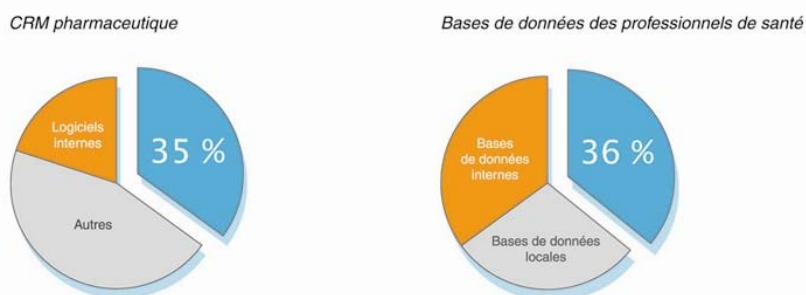 CRM pharmaceutique
Bases de données des professionnels de santé
Logiciels
internes
35 %
Autres
Bases
de données
internes
36 %
Bases de données
locales